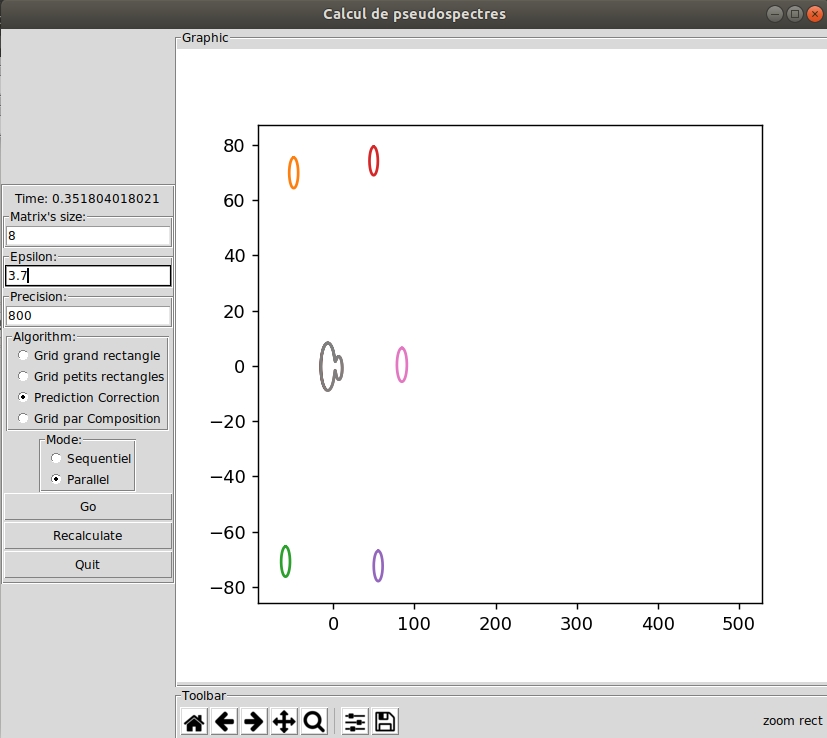 Calcul de pseudospectres
Graphic
Time: 0.351804018021
Matrix's size:
8
Epsilon:
3.7
Precision:
800
Algorithm:
Grid grand rectangle
Grid petits rectangles
Prediction Correction
Grid par Composition
Mode:
Sequentiel
Parallel
Go
Recalculate
Quit
80
60
40
20
0
−20
−40
−60
−80
0 100 200 300 400 500
Toolbar
zoom rect